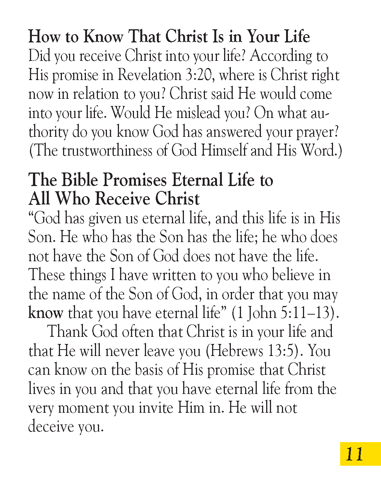 How to Know That Christ Is in Your Life
Did you receive Christ into your life? According to
His promise in Revelation 3:20, where is Christ right
now in relation to you? Christ said He would come
into your life. Would He mislead you? On what au-
thority do you know God has answered your prayer?
(The trustworthiness of God Himself and His Word.)
The Bible Promises Eternal Life to
All Who Receive Christ
“God has given us eternal life, and this life is in His
Son. He who has the Son has the life; he who does
not have the Son of God does not have the life.
These things I have written to you who believe in
the name of the Son of God, in order that you may
know that you have eternal life” (1 John 5:11–13).
Thank God often that Christ is in your life and
that He will never leave you (Hebrews 13:5). You
can know on the basis of His promise that Christ
lives in you and that you have eternal life from the
very moment you invite Him in. He will not
deceive you.
11